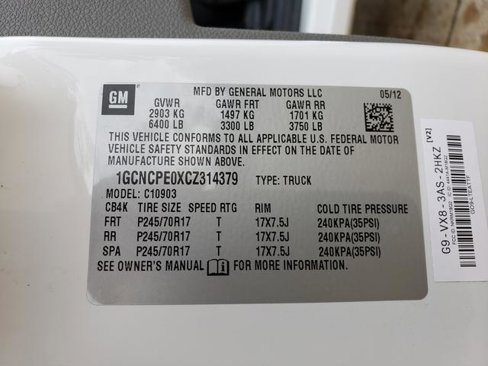 GM
MFD BY GENERAL MOTORS LLC
05/12
GVWR GAWR FRT GAWR RR
2903 KG 1497 KG 1701 KG
6400 LB 3300 LB 3750 LB
THIS VEHICLE CONFORMS TO ALL APPLICABLE U.S. FEDERAL MOTOR
VEHICLE SAFETY STANDARDS IN EFFECT ON THE DATE OF
MANUFACTURE SHOWN ABOVE.
1GCNCPE0XCZ314379 TYPE: TRUCK
MODEL: C10903
CB4K TIRE SIZE SPEED RTG RIM COLD TIRE PRESSURE
FRT P245/70R17 T 17X7.5J 240KPA(35PSI)
RR P245/70R17 T 17X7.5J 240KPA(35PSI)
SPA P245/70R17 T 17X7.5J 240KPA(35PSI)
SEE OWNER'S MANUAL FOR MORE INFORMATION
G9-VX8-3AS-2HKZ
[V2]